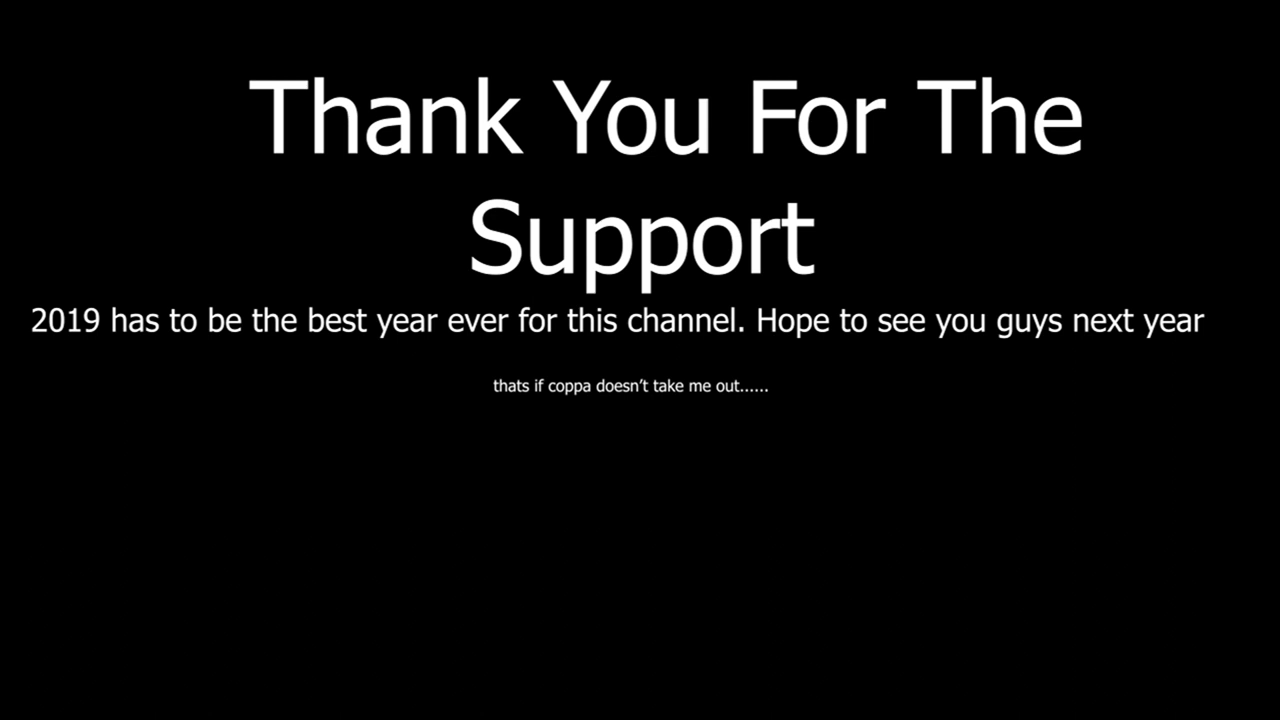 Thank You For The
Support
2019 has to be the best year ever for this channel. Hope to see you guys next year
thats if coppa doesn't take me out......